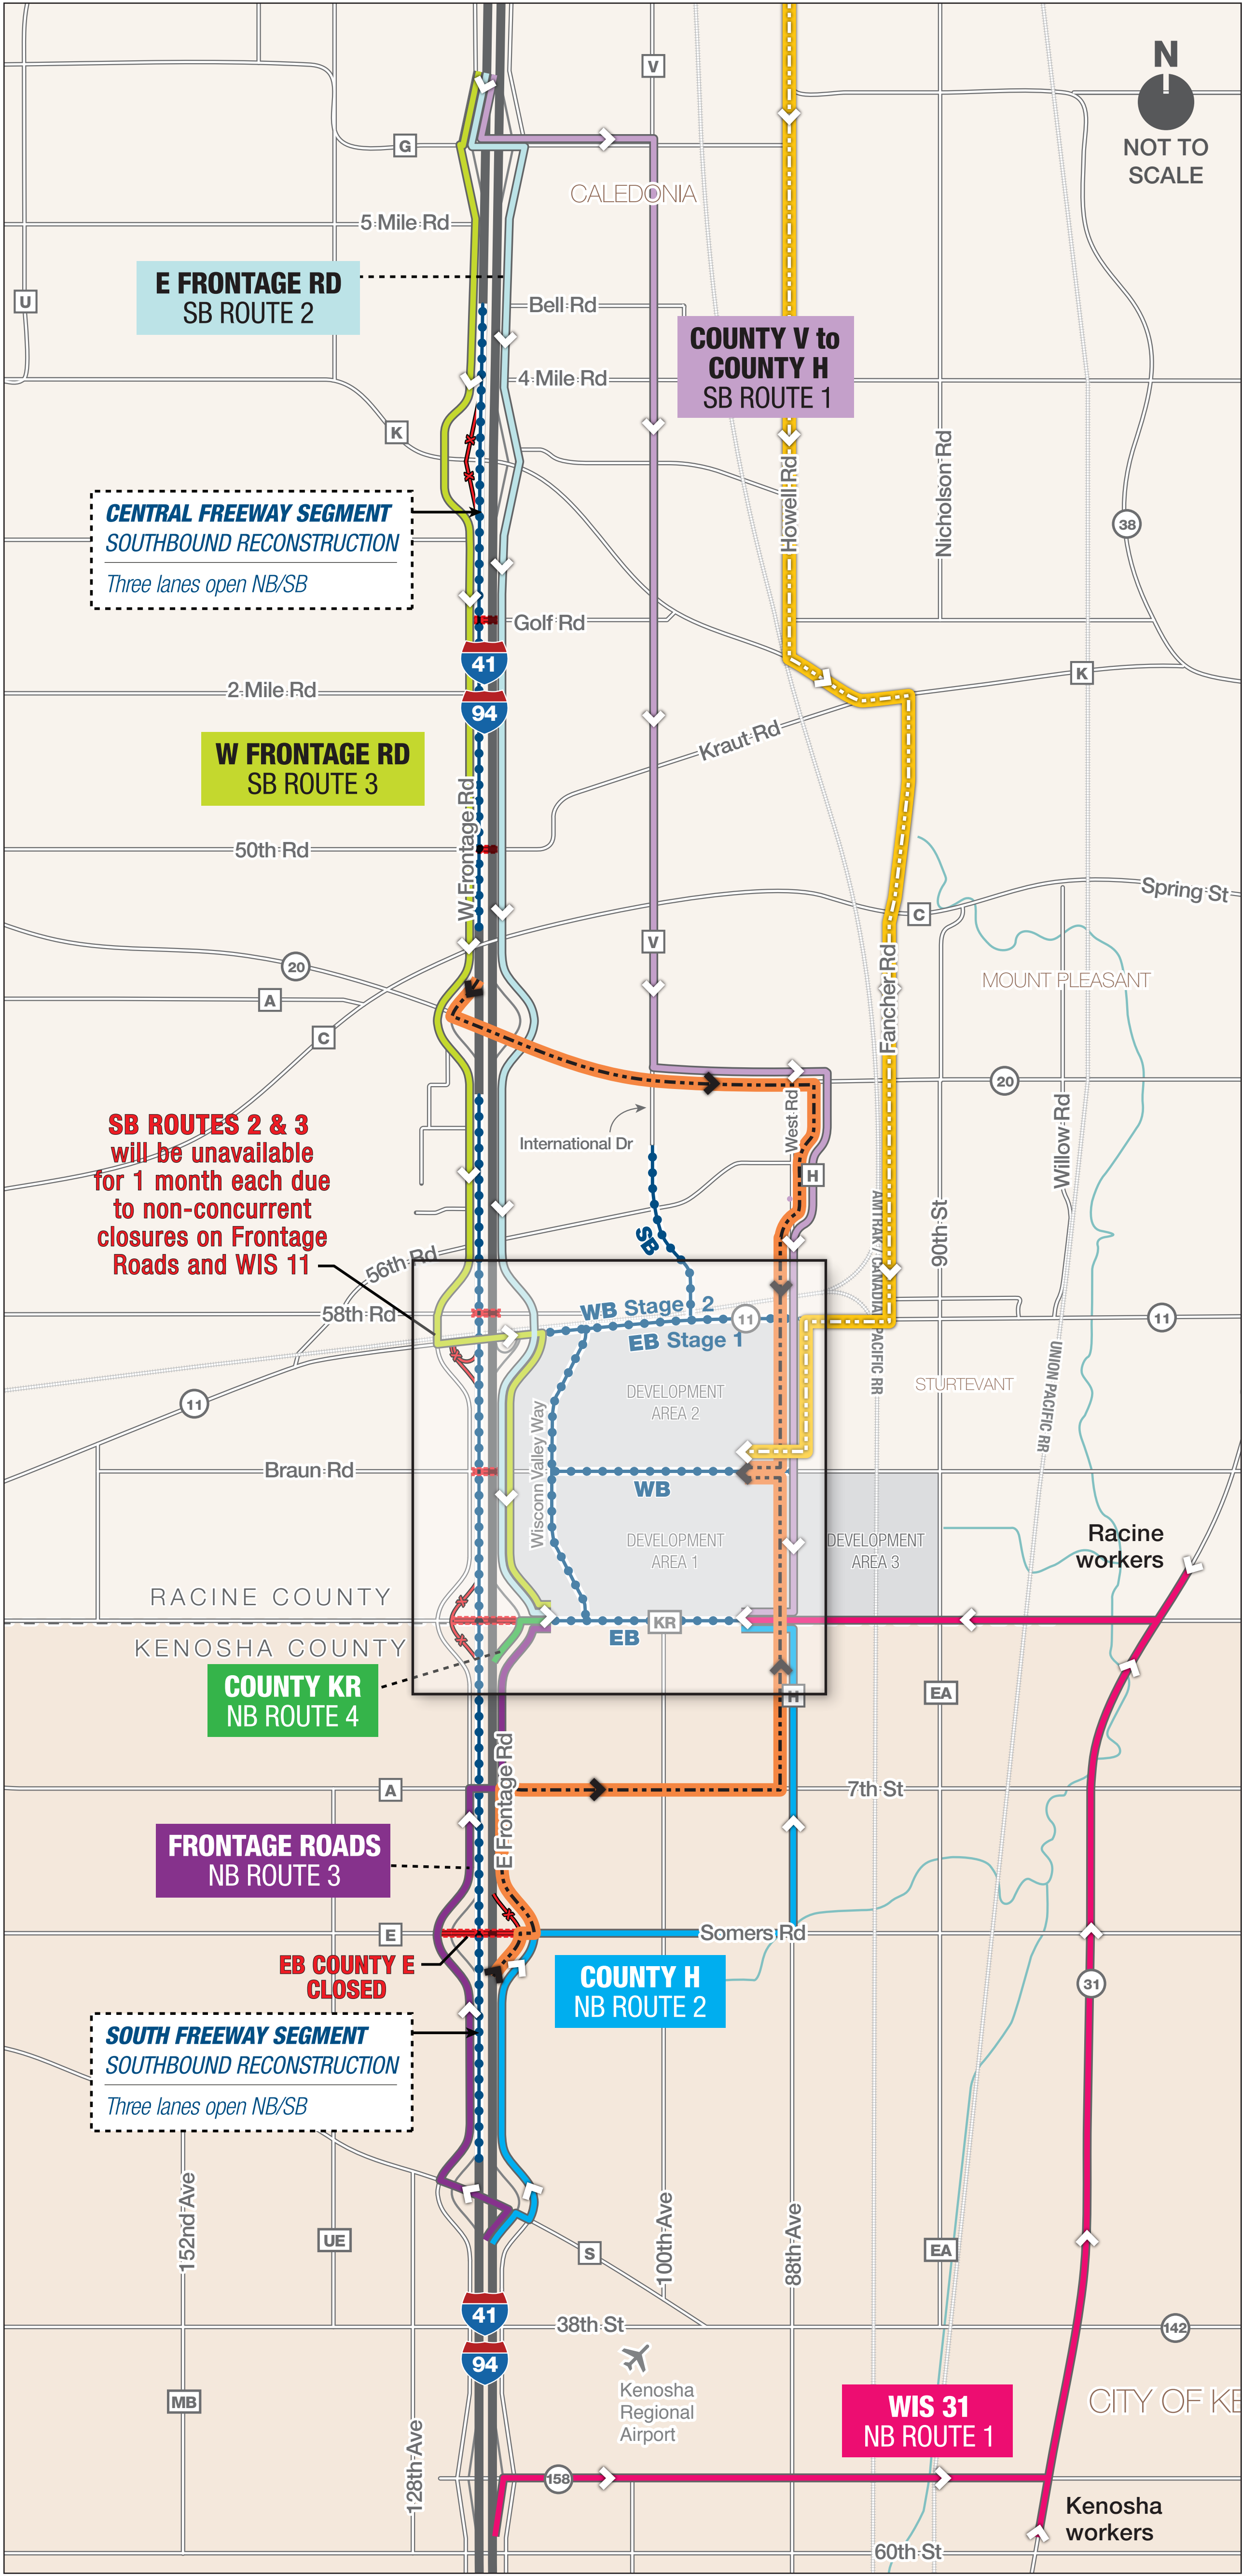 N
NOT TO
SCALE
V
G
CALEDONIA
5 Mile Rd
E FRONTAGE RD
SB ROUTE 2
U
Bell Rd
COUNTY V to
COUNTY H
SB ROUTE 1
4 Mile Rd
K
Howell Rd
Nicholson Rd
CENTRAL FREEWAY SEGMENT
SOUTHBOUND RECONSTRUCTION
Three lanes open NB/SB
38
Golf Rd
41
94
K
2 Mile Rd
Kraut Rd
W FRONTAGE RD
SB ROUTE 3
W Frontage Rd
50th Rd
Spring St
C
V
20
MOUNT PLEASANT
Fancher Rd
A
C
20
International Dr
West Rd
Willow Rd
SB ROUTES 2 & 3
will be unavailable
for 1 month each due
to non-concurrent
closures on Frontage
Roads and WIS 11
H
90th St
SB
AMTRAK / CANADIAN PACIFIC RR
56th Rd
58th Rd
WB Stage 2
EB Stage 1
11
11
UNION PACIFIC RR
DEVELOPMENT
AREA 2
STURTEVANT
11
Wisconn Valley Way
Braun Rd
WB
DEVELOPMENT
AREA 1
DEVELOPMENT
AREA 3
Racine
workers
RACINE COUNTY
KENOSHA COUNTY
KR
EB
COUNTY KR
NB ROUTE 4
H
EA
E Frontage Rd
A
7th St
FRONTAGE ROADS
NB ROUTE 3
E
Somers Rd
EB COUNTY E
CLOSED
COUNTY H
NB ROUTE 2
31
SOUTH FREEWAY SEGMENT
SOUTHBOUND RECONSTRUCTION
Three lanes open NB/SB
152nd Ave
UE
S
100th Ave
88th Ave
EA
41
94
38th St
142
Kenosha
Regional
Airport
MB
128th Ave
WIS 31
NB ROUTE 1
CITY OF KE
158
Kenosha
workers
60th St